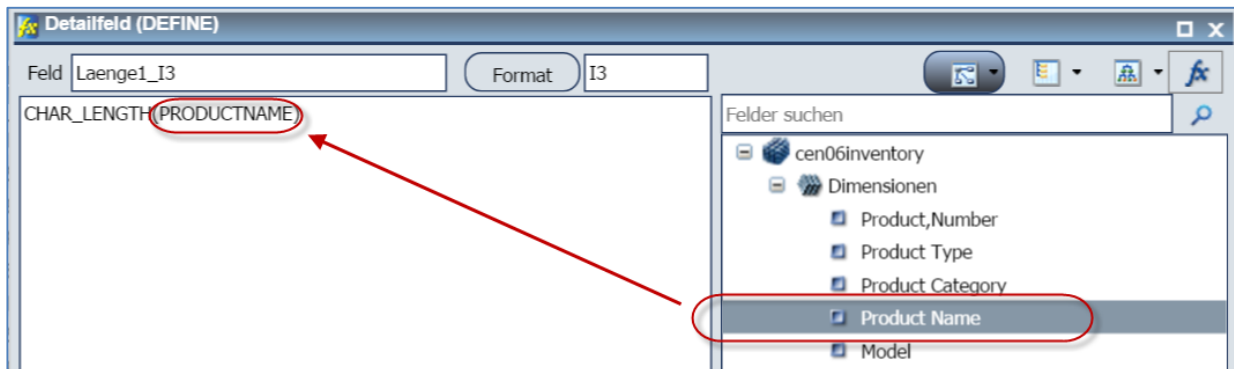 Detailfeld (DEFINE)
Feld Laenge1_I3 Format I3
CHAR_LENGTH(PRODUCTNAME)
Felder suchen
cen06inventory
Dimensionen
Product,Number
Product Type
Product Category
Product Name
Model